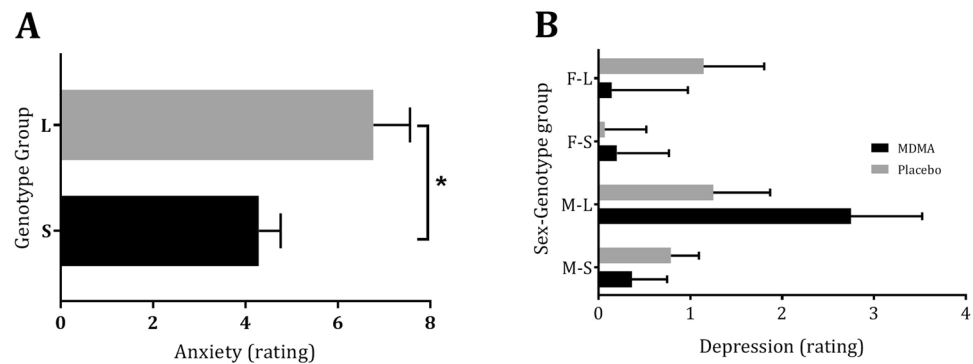 A
Genotype Group
L
S
*
0 2 4 6 8
Anxiety (rating)
B
Sex-Genotype group
F-L
F-S
M-L
M-S
MDMA
Placebo
0 1 2 3 4
Depression (rating)